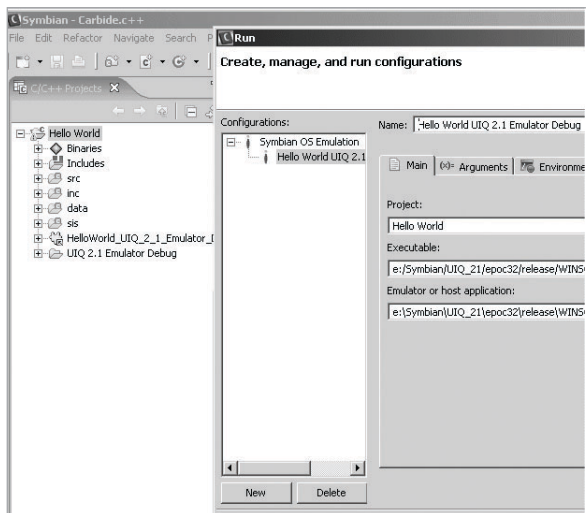 Symbian - Carbide.c++
File Edit Refactor Navigate Search P
C/C++ Projects X
Hello World
Binaries
Includes
src
inc
data
sis
HelloWorld_UIQ_2_1_Emulator_
UIQ 2.1 Emulator Debug
Run
Create, manage, and run configurations
Configurations:
Symbian OS Emulation
Hello World UIQ 2.1
New Delete
Name: Hello World UIQ 2.1 Emulator Debug
Main (x)= Arguments Environme
Project:
Hello World
Executable:
e:/Symbian/UIQ_21/epoc32/release/WINS
Emulator or host application:
e:\Symbian\UIQ_21\epoc32\release\WINS